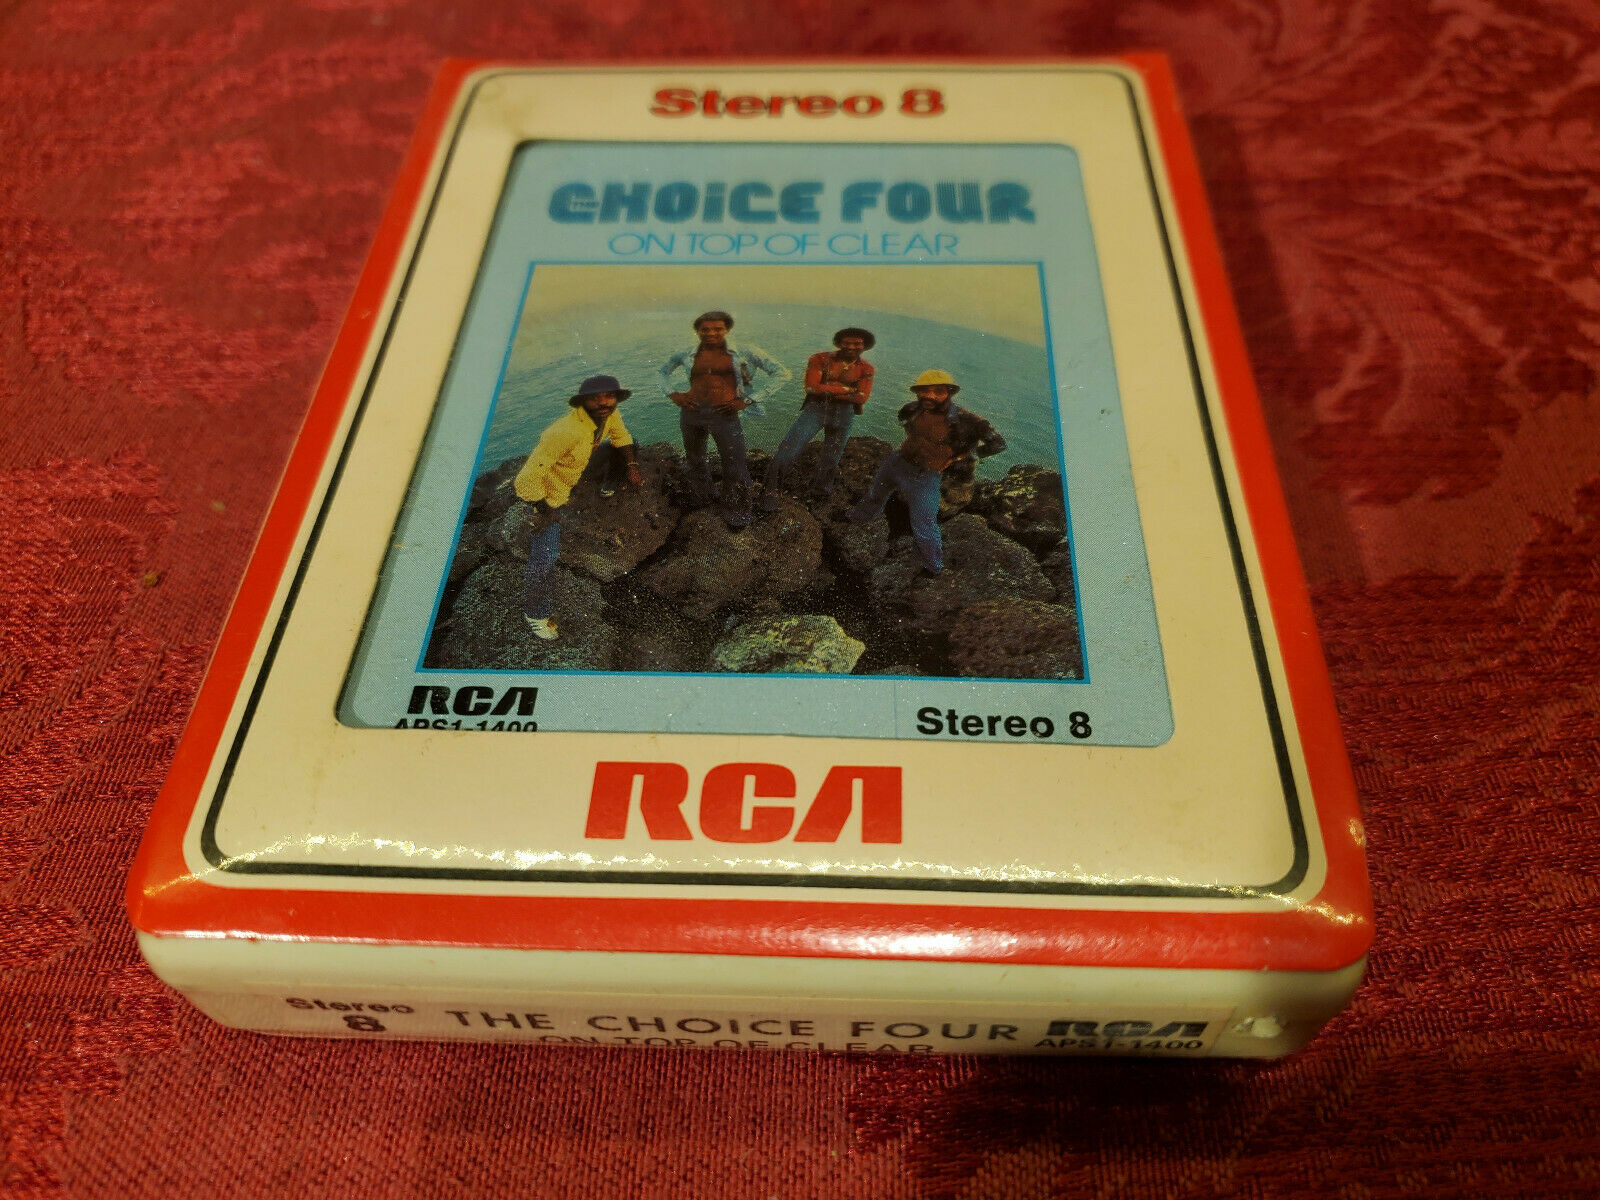 Stereo 8
THE CHOICE FOUR
ON TOP OF CLEAR
RCA
APS1-1400
Stereo 8
RCA
Stereo
8
THE CHOICE FOUR
ON TOP OF CLEAR
RCA
APS1-1400